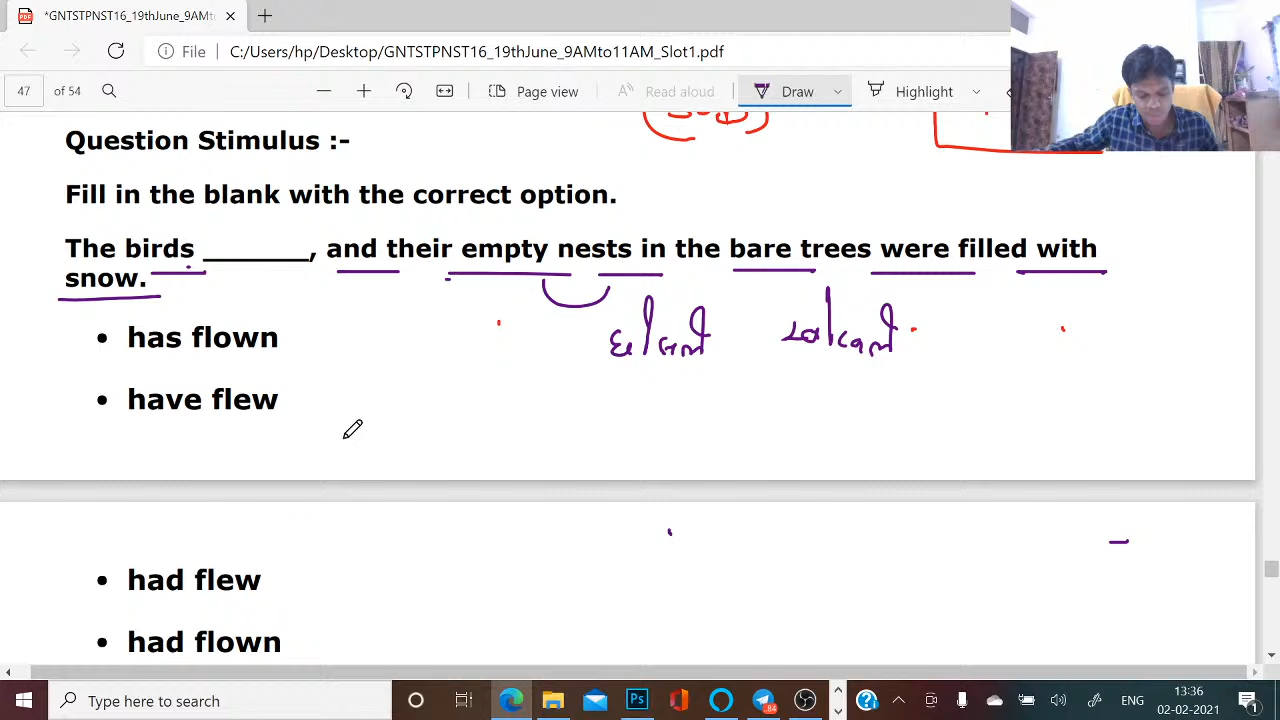 *GNTSTPNST16_19thJune_9AMto
47 of 54
File C:/Users/hp/Desktop/GNTSTPNST16_19thJune_9AMto11AM_Slot1.pdf
Page view
Read aloud
Draw
Highlight
Question Stimulus :-
Fill in the blank with the correct option.
The birds ________, and their empty nests in the bare trees were filled with
snow.
• has flown
• have flew
• had flew
• had flown
Type here to search
84
ENG
13:36
02-02-2021
1